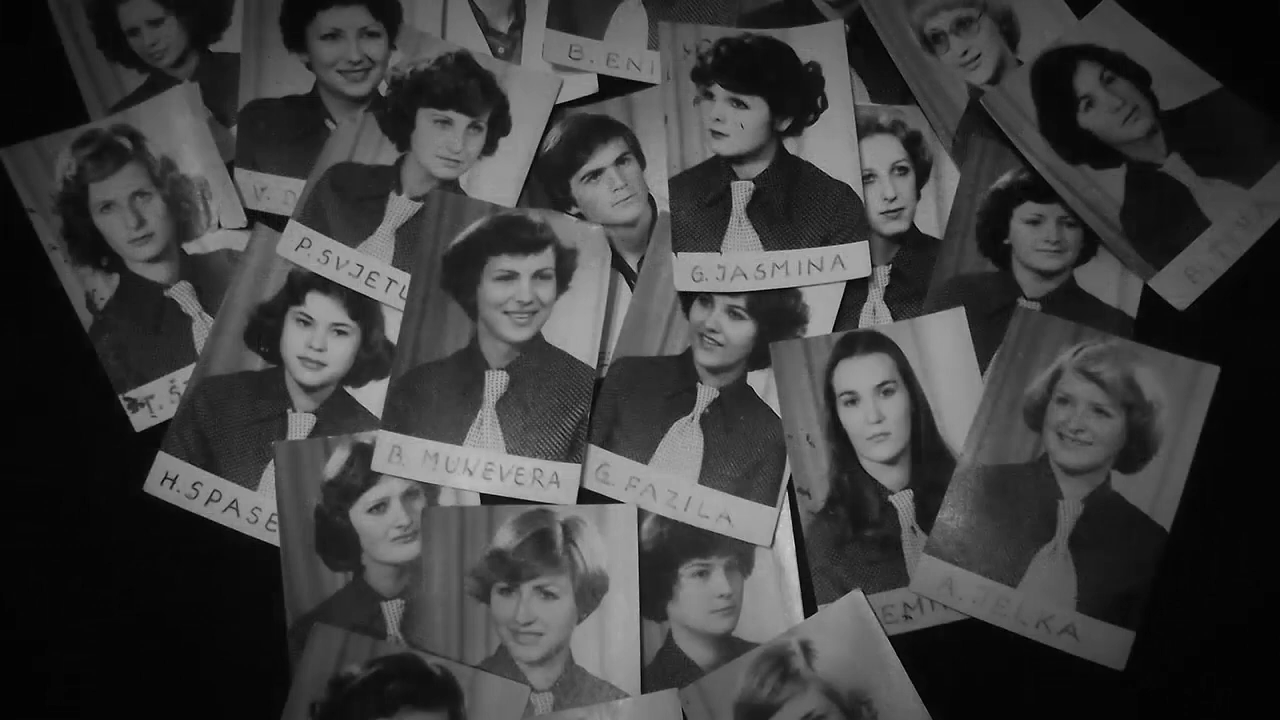 B. ENI
V. D
P. SVJETL
G. JASMINA
T. Š
H. SPASE
B. MUNEVERA
G. FAZILA
EMI
A. JELKA